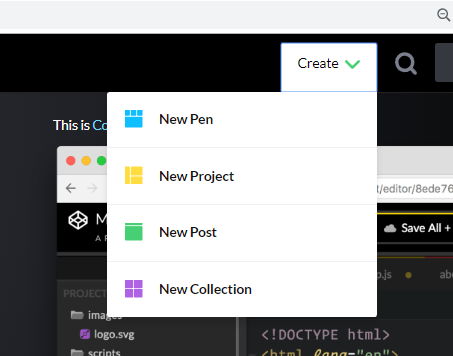 Create
This is Co
New Pen
New Project
t/editor/8ede76
M
Save All +
A P
New Post
o.js
abo
PROJECT
New Collection
images
logo.svg
<!DOCTYPE html>
scripts
<html lang="en">